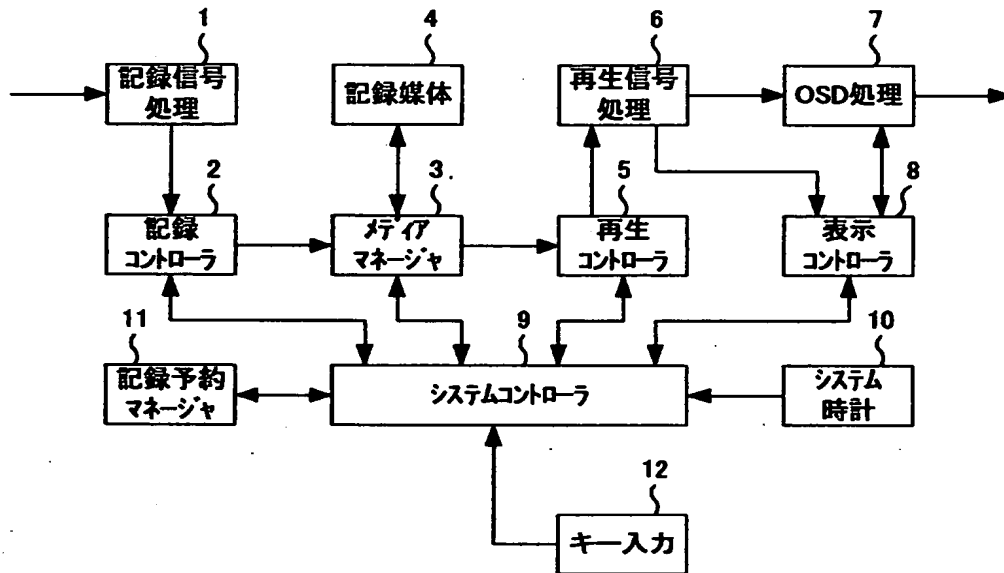 1
記録信号
処理
4
記録媒体
6
再生信号
処理
7
OSD処理
2
記録
コントローラ
3
メディア
マネージャ
5
再生
コントローラ
8
表示
コントローラ
11
記録予約
マネージャ
9
システムコントローラ
10
システム
時計
12
キー入力